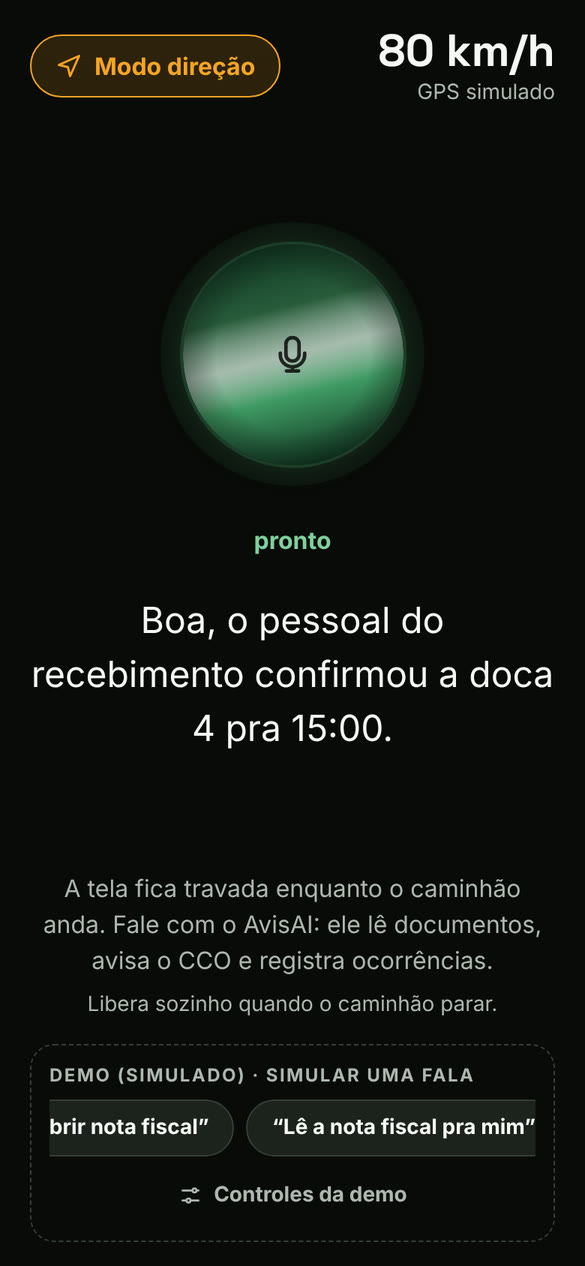 Modo direção
80 km/h
GPS simulado
pronto
Boa, o pessoal do
recebimento confirmou a doca
4 pra 15:00.
A tela fica travada enquanto o caminhão
anda. Fale com o AvisAI: ele lê documentos,
avisa o CCO e registra ocorrências.
Libera sozinho quando o caminhão parar.
DEMO (SIMULADO) · SIMULAR UMA FALA
brir nota fiscal”
“Lê a nota fiscal pra mim”
Controles da demo